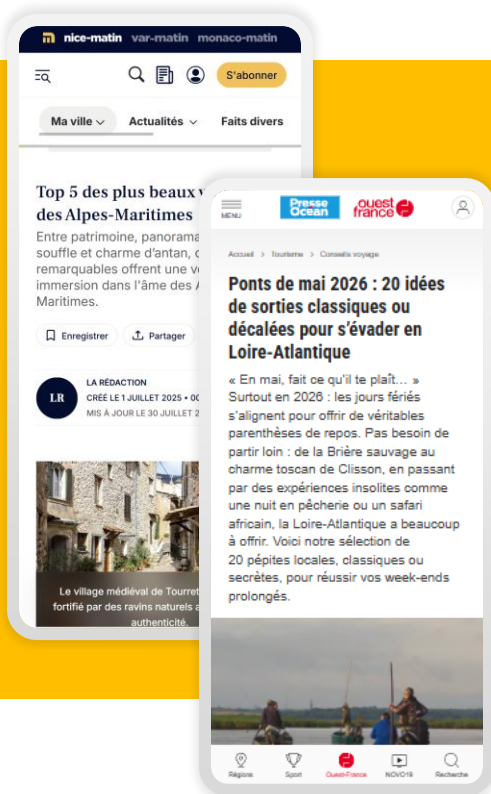 nice-matin var-matin monaco-matin
S'abonner
Ma ville
Actualités
Faits divers
Top 5 des plus beaux
des Alpes-Maritimes
Entre patrimoine, panorama
souffle et charme d'antan,
remarquables offrent une
immersion dans l'âme des
Maritimes.
Enregistrer
Partager
LR
LA RÉDACTION
CRÉÉ LE 1 JUILLET 2025 •
MIS À JOUR LE 30 JUILLET
Le village médiéval de
fortifié par des ravins naturels
authenticité.
MENU
Presse
Océan
ouest
france
Accueil > Tourisme > Conseils voyage
Ponts de mai 2026 : 20 idées
de sorties classiques ou
décalées pour s'évader en
Loire-Atlantique
« En mai, fait ce qu'il te plaît... »
Surtout en 2026 : les jours fériés
s'alignent pour offrir de véritables
parenthèses de repos. Pas besoin de
partir loin : de la Brière sauvage au
charme toscan de Clisson, en passant
par des expériences insolites comme
une nuit en pêcherie ou un safari
africain, la Loire-Atlantique a beaucoup
à offrir. Voici notre sélection de
20 pépites locales, classiques ou
secrètes, pour réussir vos week-ends
prolongés.
Régions
Sport
Ouest-France
NOVO19
Recherche